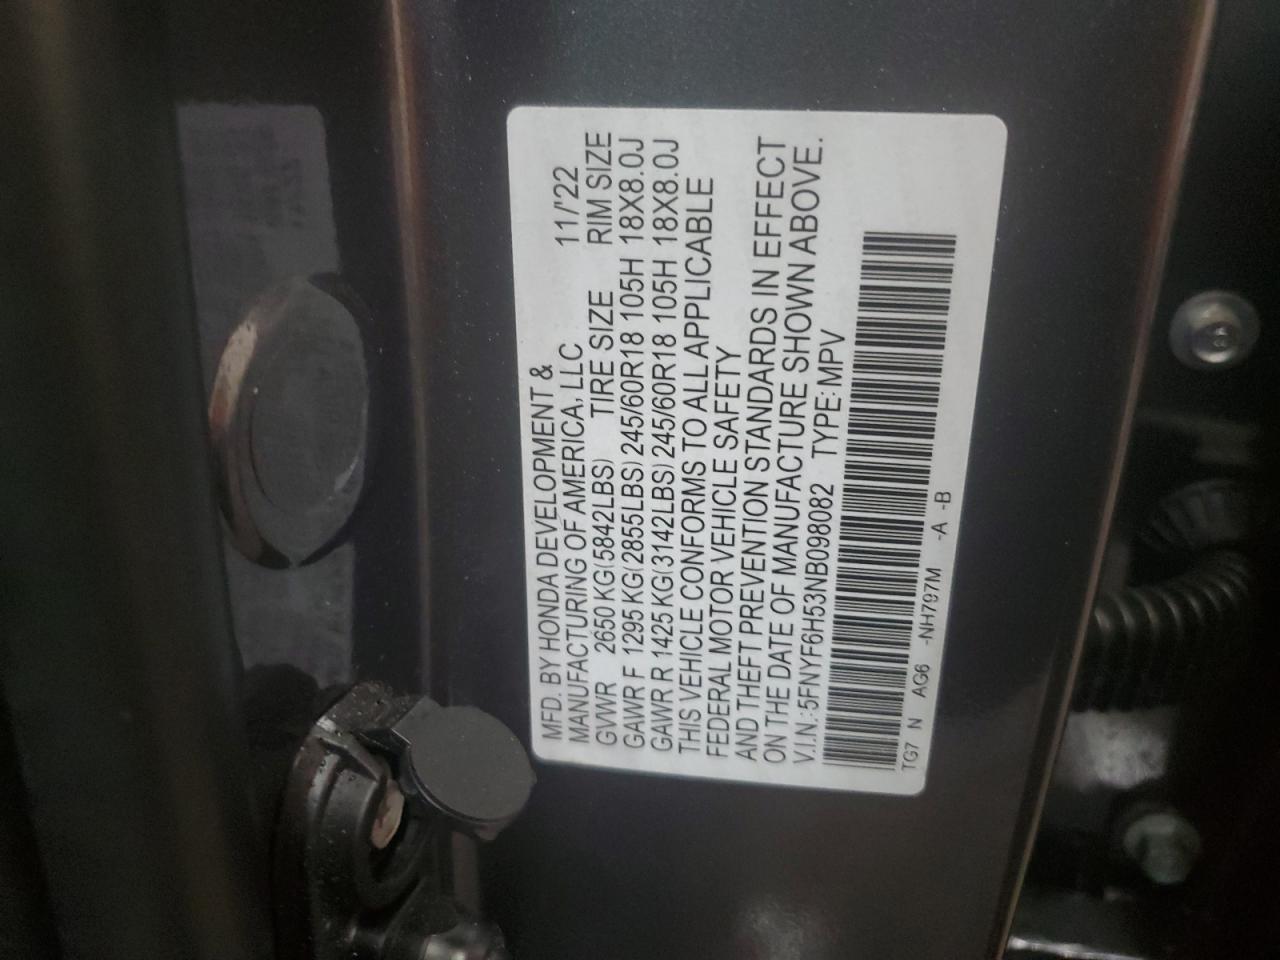 MFD. BY HONDA DEVELOPMENT &
MANUFACTURING OF AMERICA, LLC 11/'22
GVWR 2650 KG(5842LBS) TIRE SIZE RIM SIZE
GAWR F 1295 KG(2855LBS) 245/60R18 105H 18X8.0J
GAWR R 1425 KG(3142LBS) 245/60R18 105H 18X8.0J
THIS VEHICLE CONFORMS TO ALL APPLICABLE
FEDERAL MOTOR VEHICLE SAFETY
AND THEFT PREVENTION STANDARDS IN EFFECT
ON THE DATE OF MANUFACTURE SHOWN ABOVE.
V.I.N.: 5FNYF6H53NB098082 TYPE: MPV
TG7 N AG6 -NH797M -A -B